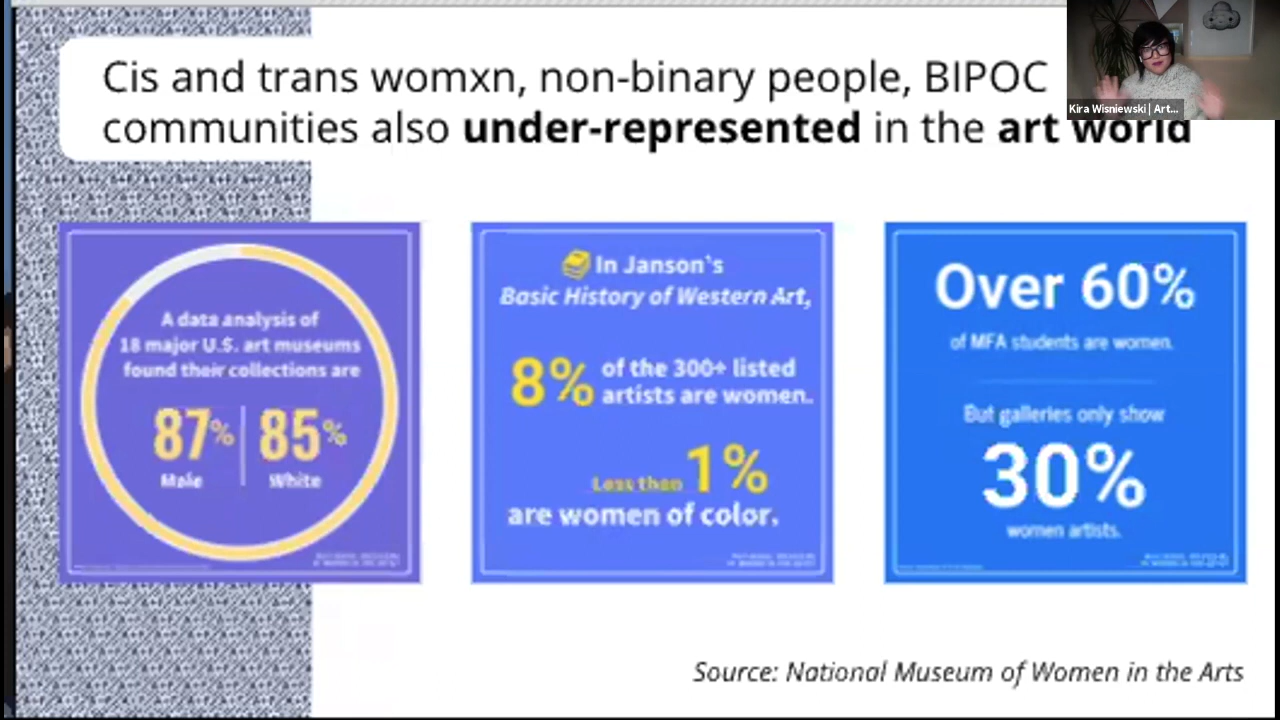 Cis and trans womxn, non-binary people, BIPOC
communities also under-represented in the art world
Kira Wisniewski | Art...
A data analysis of
18 major U.S. art museums
found their collections are
87% 85%
Male White
In Janson's
Basic History of Western Art,
8% of the 300+ listed
artists are women.
Less than 1%
are women of color.
Over 60%
of MFA students are women.
But galleries only show
30%
women artists.
Source: National Museum of Women in the Arts